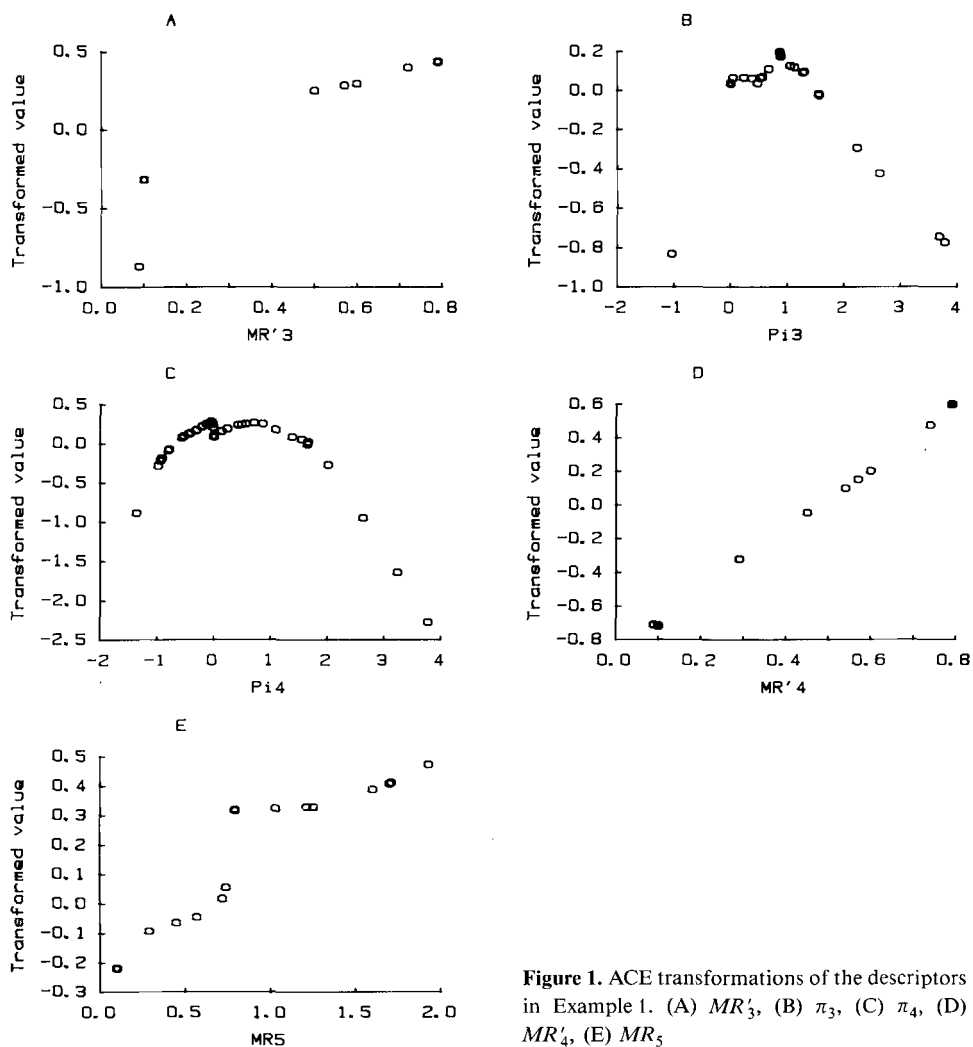 A
0.5
0.0
-0.5
-1.0
Transformed value
0.0 0.2 0.4 0.6 0.8
MR'3
B
0.2
0.0
-0.2
-0.4
-0.6
-0.8
-1.0
Transformed value
-2 -1 0 1 2 3 4
Pi3
C
0.5
0.0
-0.5
-1.0
-1.5
-2.0
-2.5
Transformed value
-2 -1 0 1 2 3 4
Pi4
D
0.6
0.4
0.2
0.0
-0.2
-0.4
-0.6
-0.8
Transformed value
0.0 0.2 0.4 0.6 0.8
MR'4
E
0.5
0.4
0.3
0.2
0.1
0.0
-0.1
-0.2
-0.3
Transformed value
0.0 0.5 1.0 1.5 2.0
MR5
Figure 1. ACE transformations of the descriptors
in Example 1. (A) MR′₃, (B) π₃, (C) π₄, (D)
MR′₄, (E) MR₅